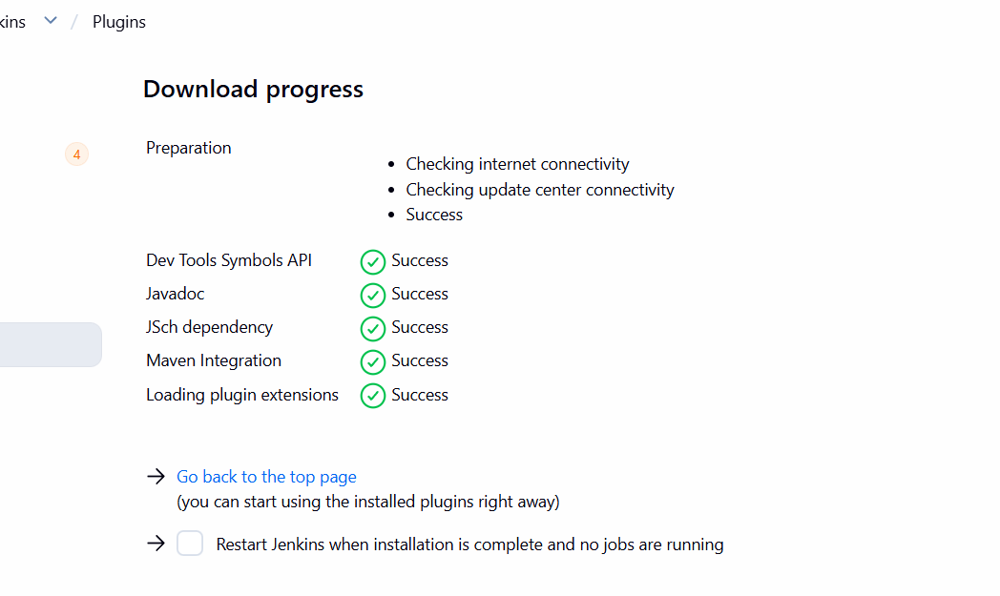 kins / Plugins
Download progress
4
Preparation
Checking internet connectivity
Checking update center connectivity
Success
Dev Tools Symbols API Success
Javadoc Success
JSch dependency Success
Maven Integration Success
Loading plugin extensions Success
Go back to the top page
(you can start using the installed plugins right away)
Restart Jenkins when installation is complete and no jobs are running